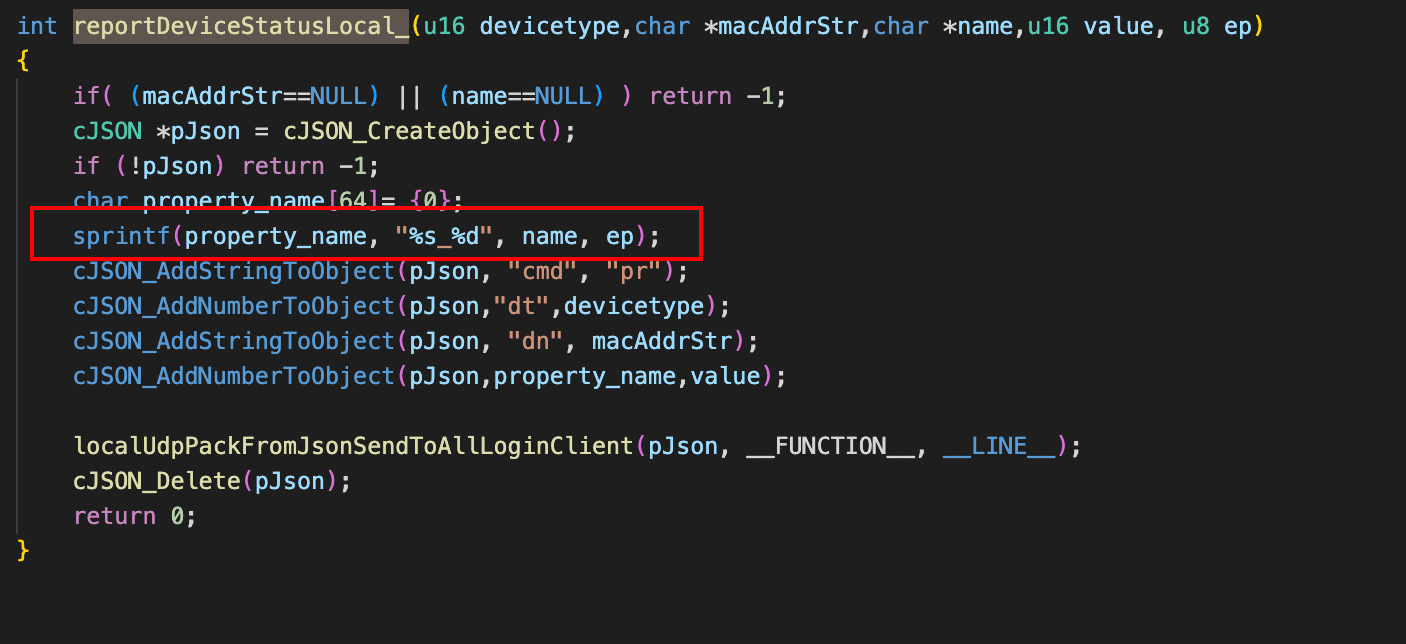 int reportDeviceStatusLocal_(u16 devicetype,char *macAddrStr,char *name,u16 value, u8 ep)
{
    if( (macAddrStr==NULL) || (name==NULL) ) return -1;
    cJSON *pJson = cJSON_CreateObject();
    if (!pJson) return -1;
    char property_name[64]= {0};
    sprintf(property_name, "%s_%d", name, ep);
    cJSON_AddStringToObject(pJson, "cmd", "pr");
    cJSON_AddNumberToObject(pJson,"dt",devicetype);
    cJSON_AddStringToObject(pJson, "dn", macAddrStr);
    cJSON_AddNumberToObject(pJson,property_name,value);

    localUdpPackFromJsonSendToAllLoginClient(pJson, __FUNCTION__, __LINE__);
    cJSON_Delete(pJson);
    return 0;
}